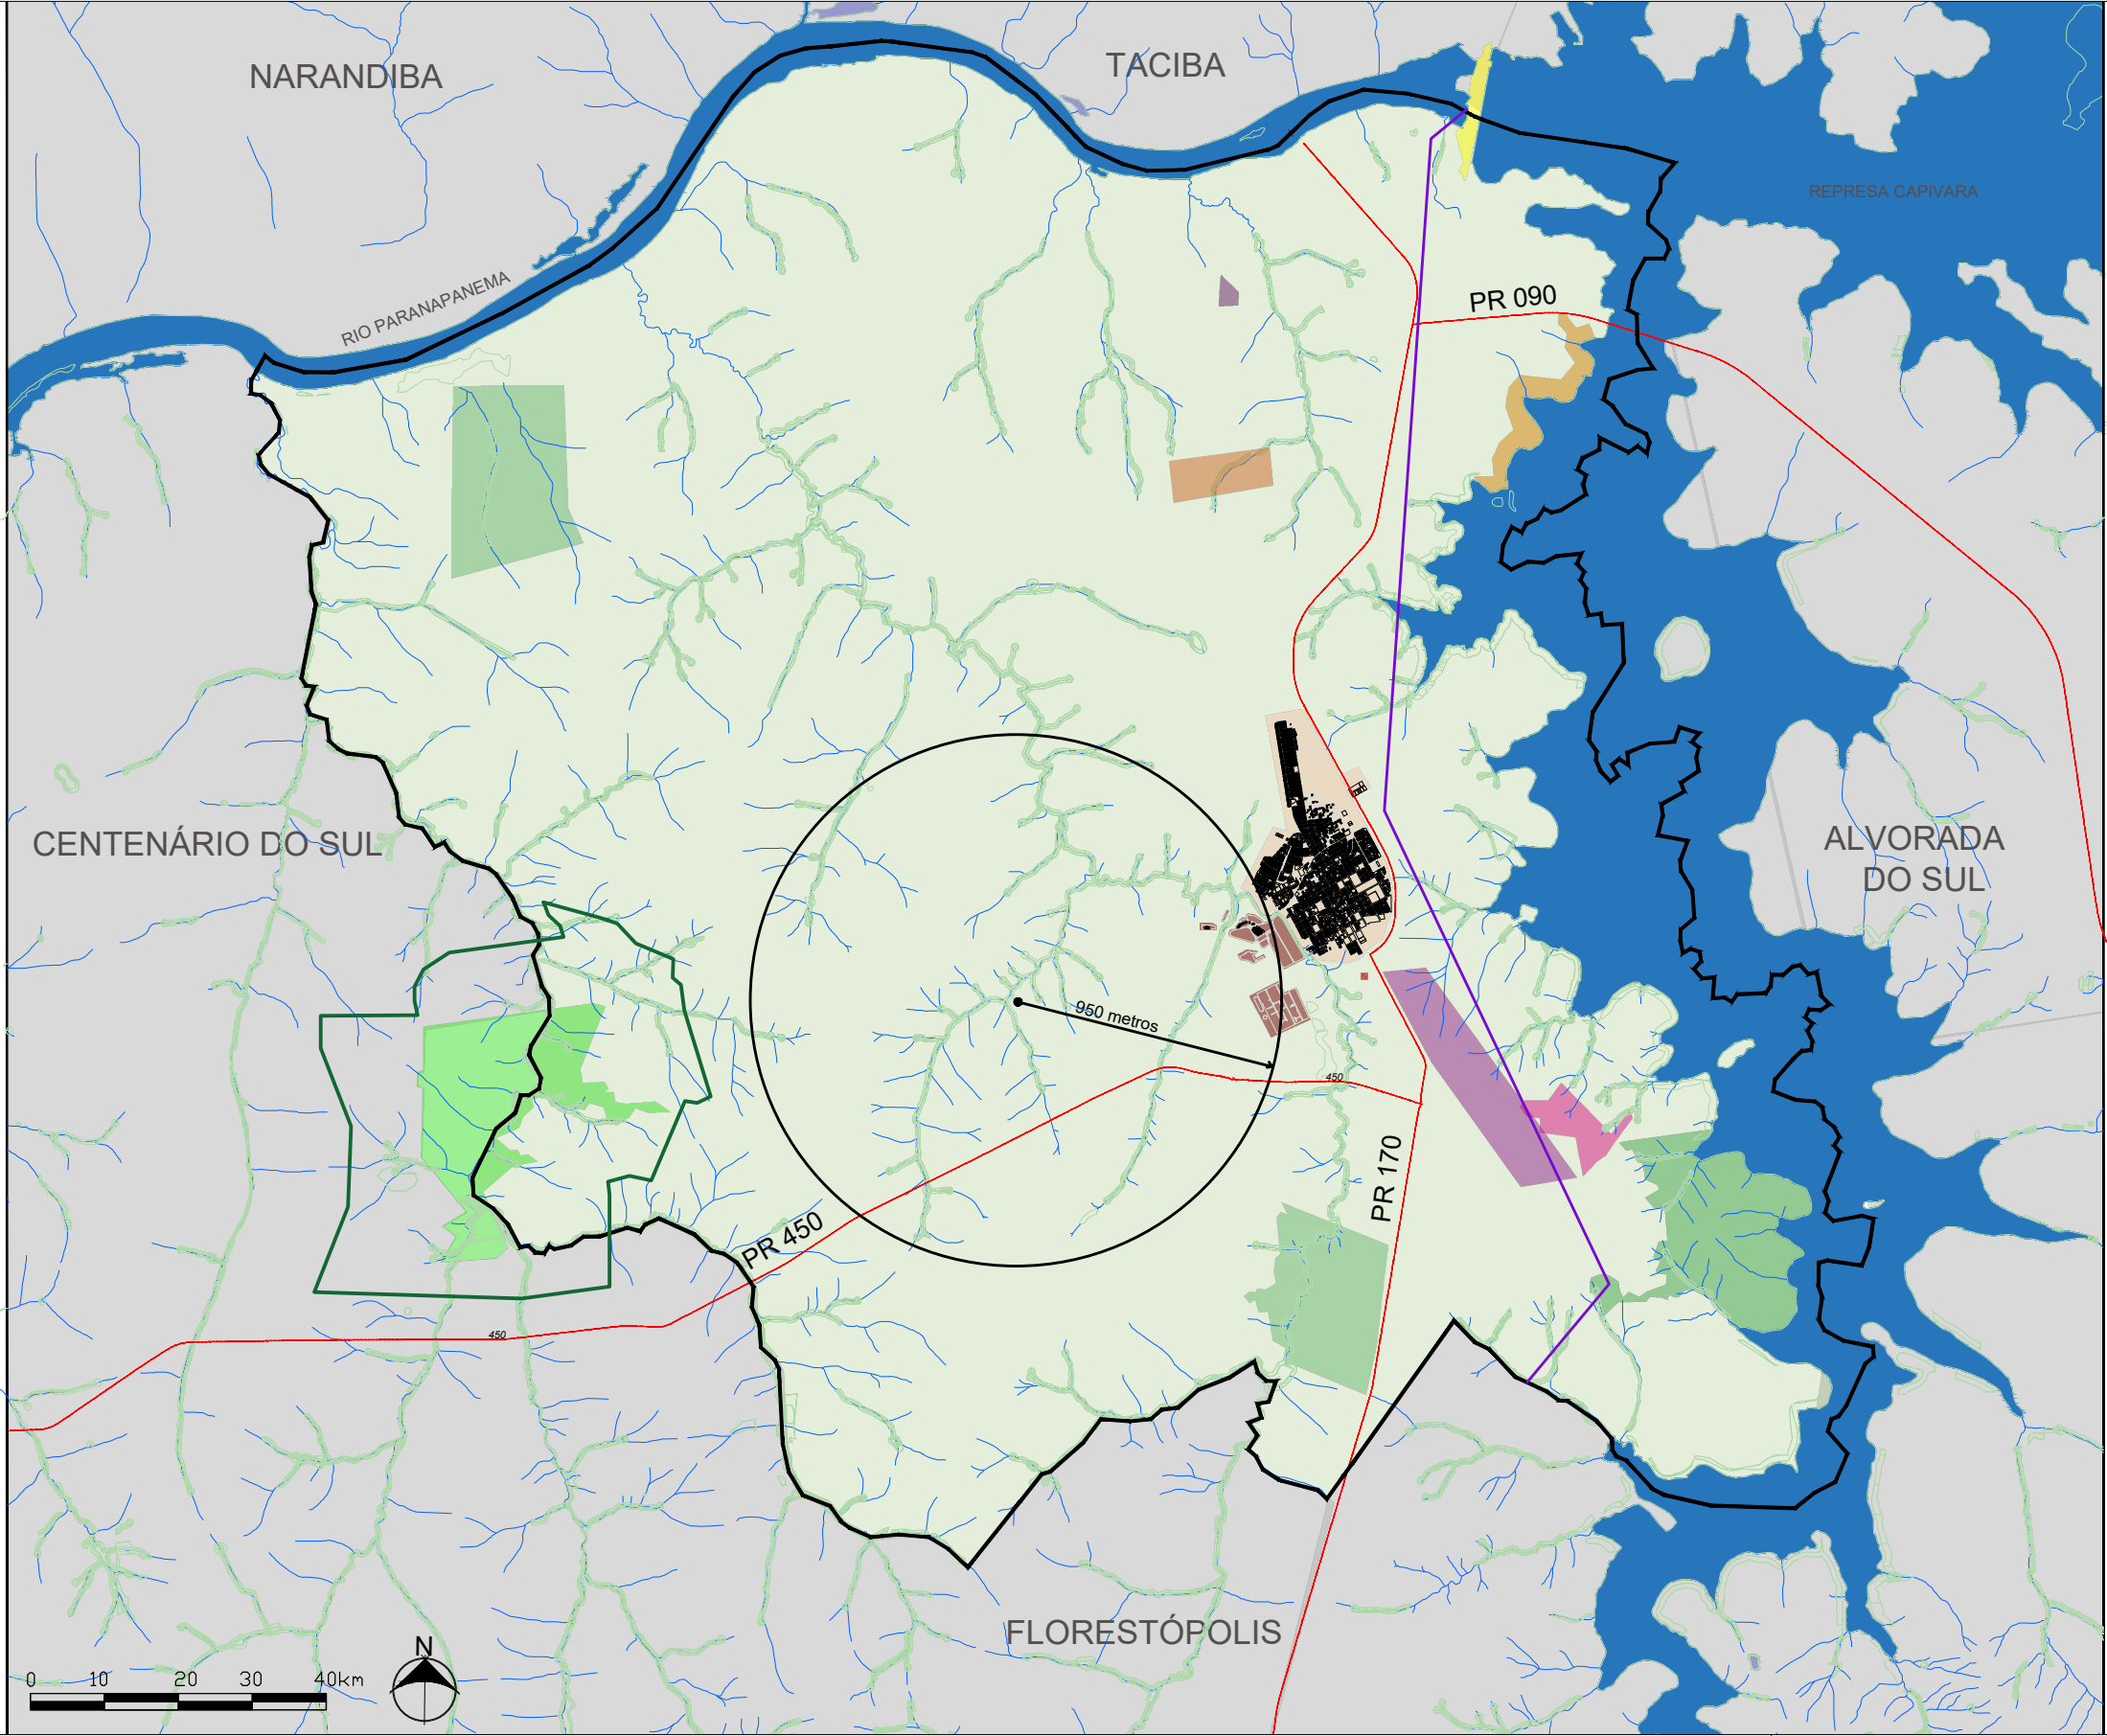 TACIBA
NARANDIBA
REPRESA CAPIVARA
RIO PARANAPANEMA
PR 090
CENTENÁRIO DO SUL
ALVORADA
DO SUL
950 metros
450
PR 170
PR 450
450
FLORESTÓPOLIS
N
0 10 20 30 40km